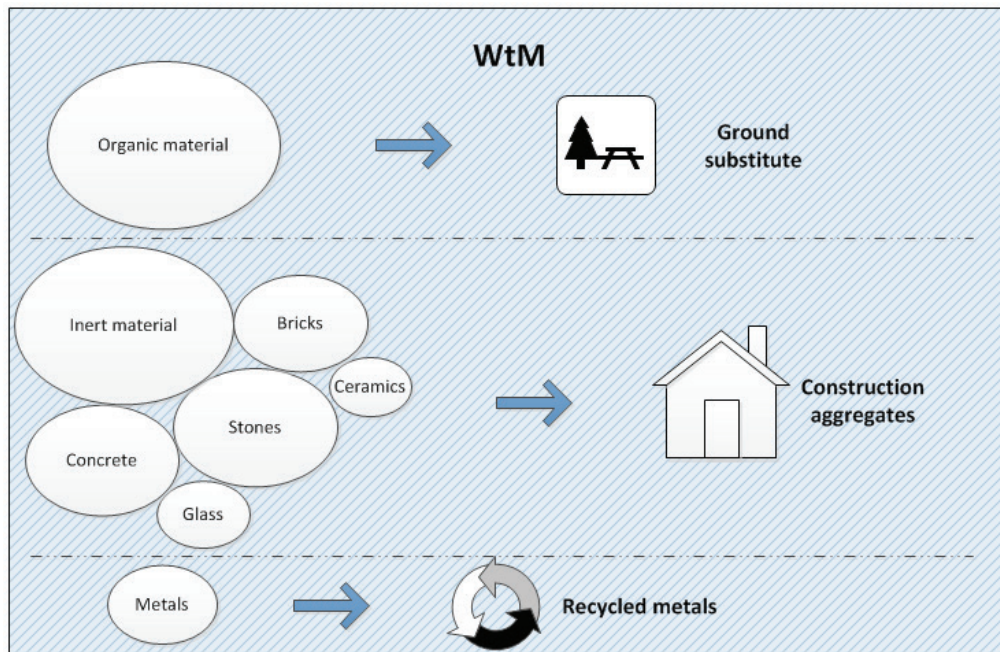 WtM
Organic material
Ground
substitute
Inert material
Bricks
Ceramics
Stones
Concrete
Glass
Construction
aggregates
Metals
Recycled metals